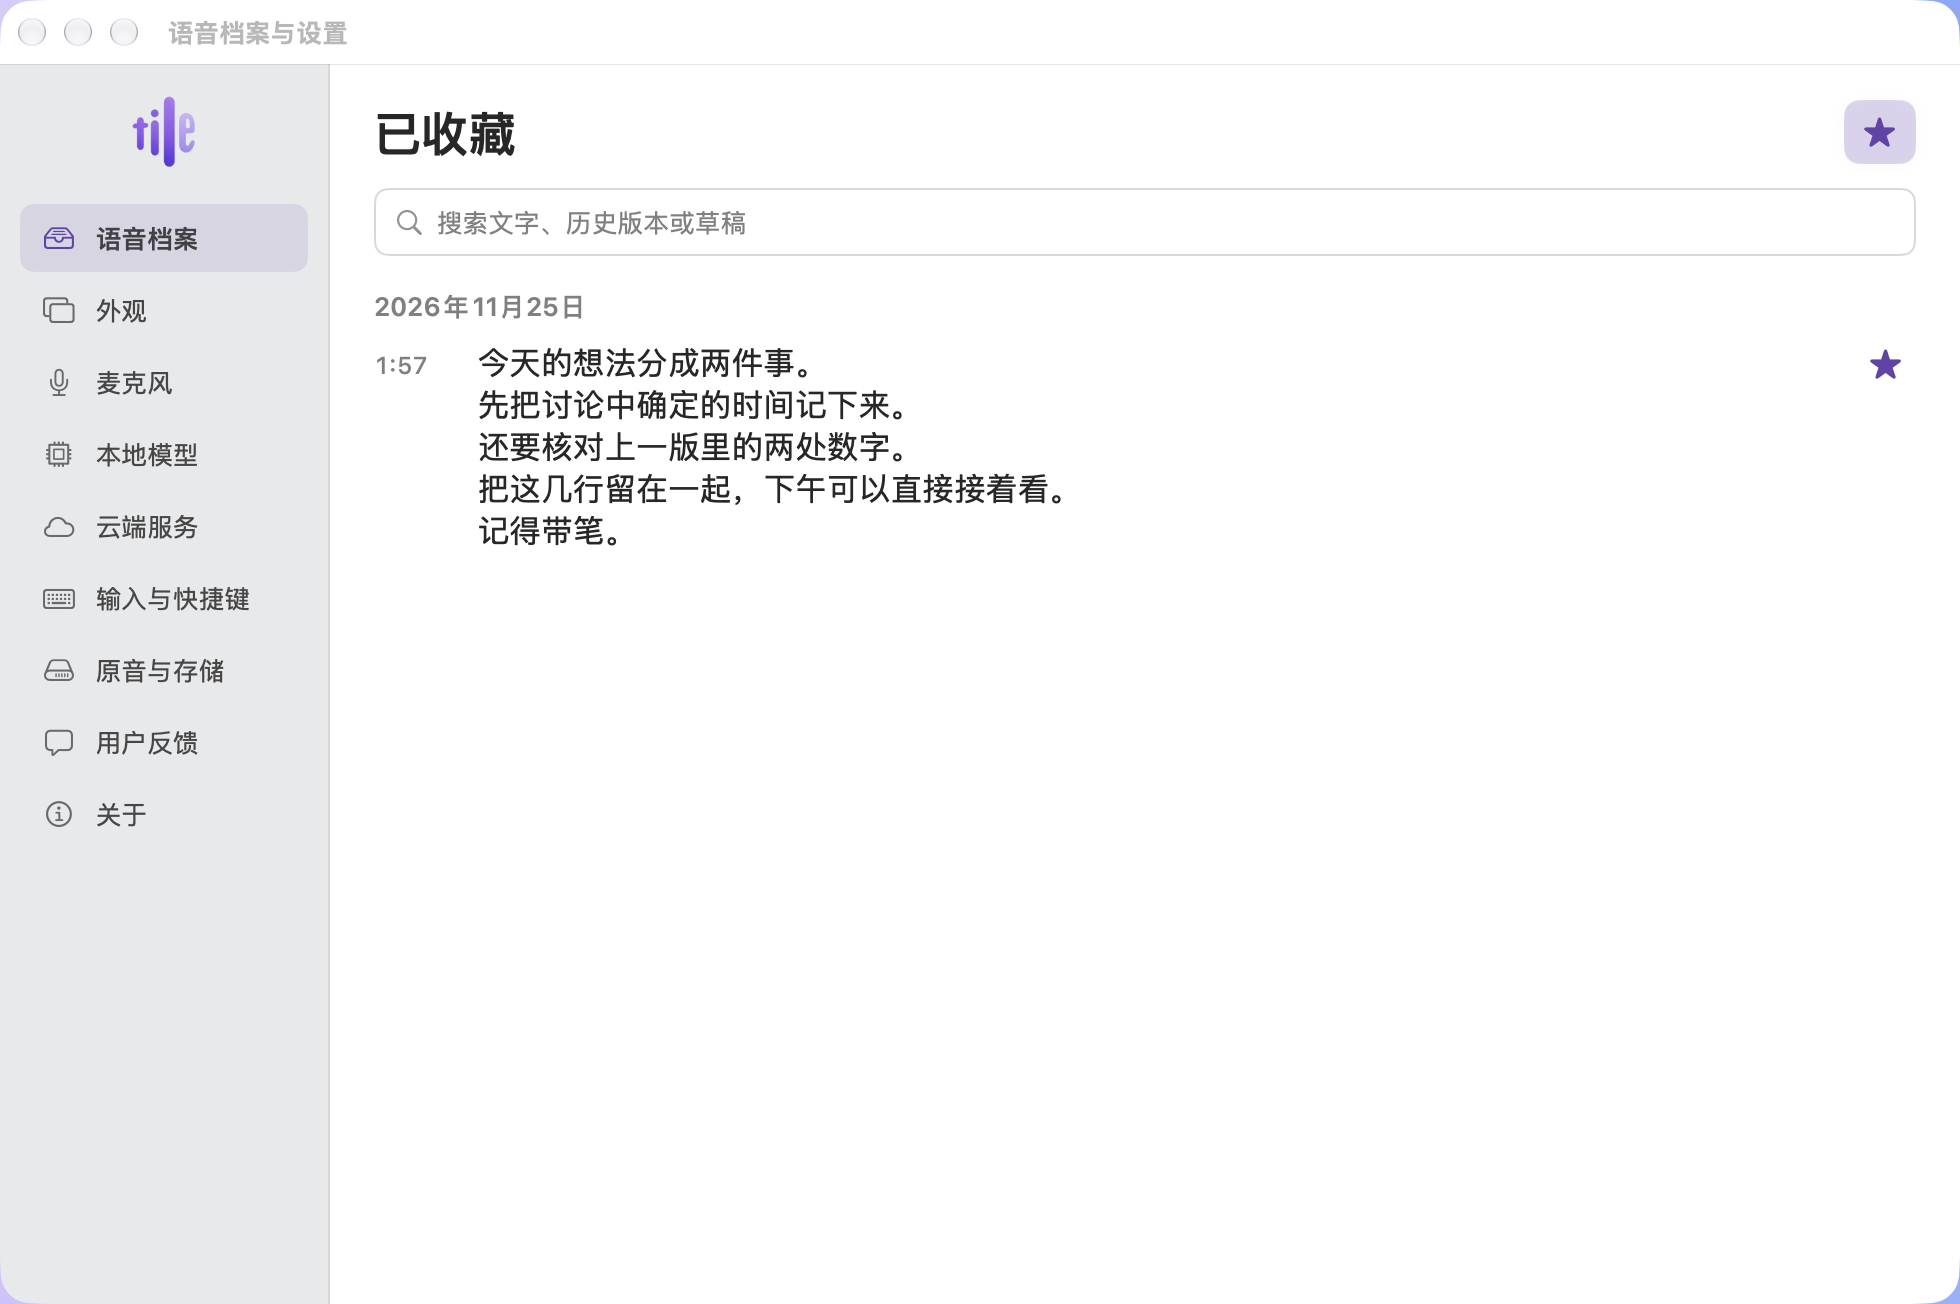 语音档案与设置
tile
语音档案
外观
麦克风
本地模型
云端服务
输入与快捷键
原音与存储
用户反馈
关于
已收藏
搜索文字、历史版本或草稿
2026年11月25日
1:57
今天的想法分成两件事。
先把讨论中确定的时间记下来。
还要核对上一版里的两处数字。
把这几行留在一起，下午可以直接接着看。
记得带笔。